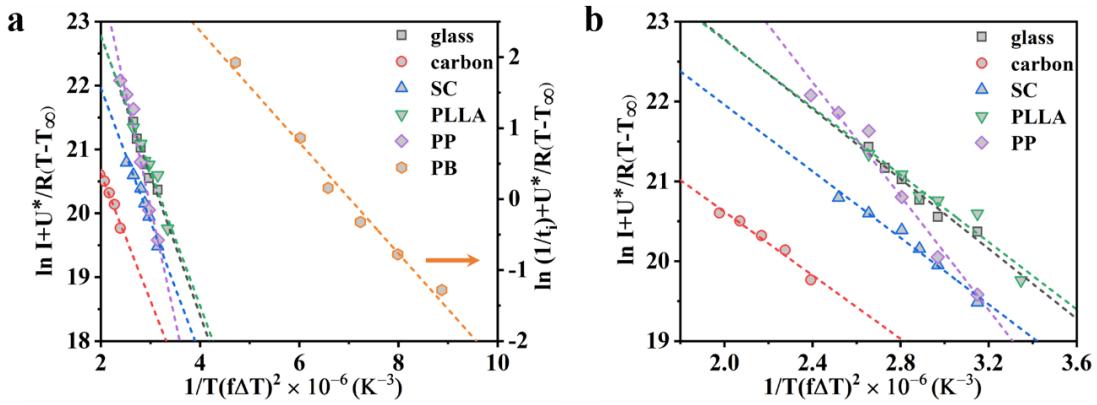 a
ln I+U*/R(T-T∞)
23
22
21
20
19
18
2
4
6
8
10
1/T(fΔT)² × 10⁻⁶ (K⁻³)
glass
carbon
SC
PLLA
PP
PB
2
1
0
-1
-2
ln (1/tᵢ)+U*/R(T-T∞)
b
ln I+U*/R(T-T∞)
23
22
21
20
19
2.0
2.4
2.8
3.2
3.6
1/T(fΔT)² × 10⁻⁶ (K⁻³)
glass
carbon
SC
PLLA
PP